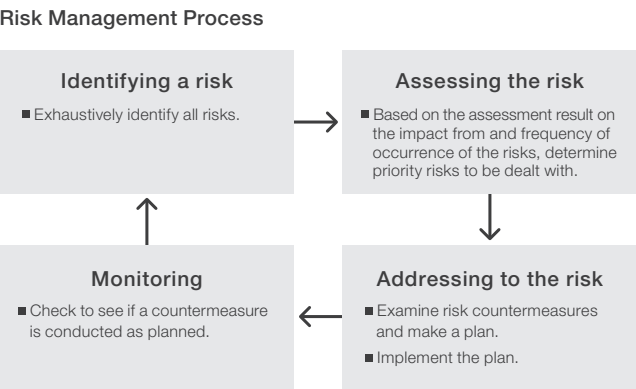 Risk Management Process
Identifying a risk
■ Exhaustively identify all risks.
Assessing the risk
■ Based on the assessment result on
the impact from and frequency of
occurrence of the risks, determine
priority risks to be dealt with.
Addressing to the risk
■ Examine risk countermeasures
and make a plan.
■ Implement the plan.
Monitoring
■ Check to see if a countermeasure
is conducted as planned.